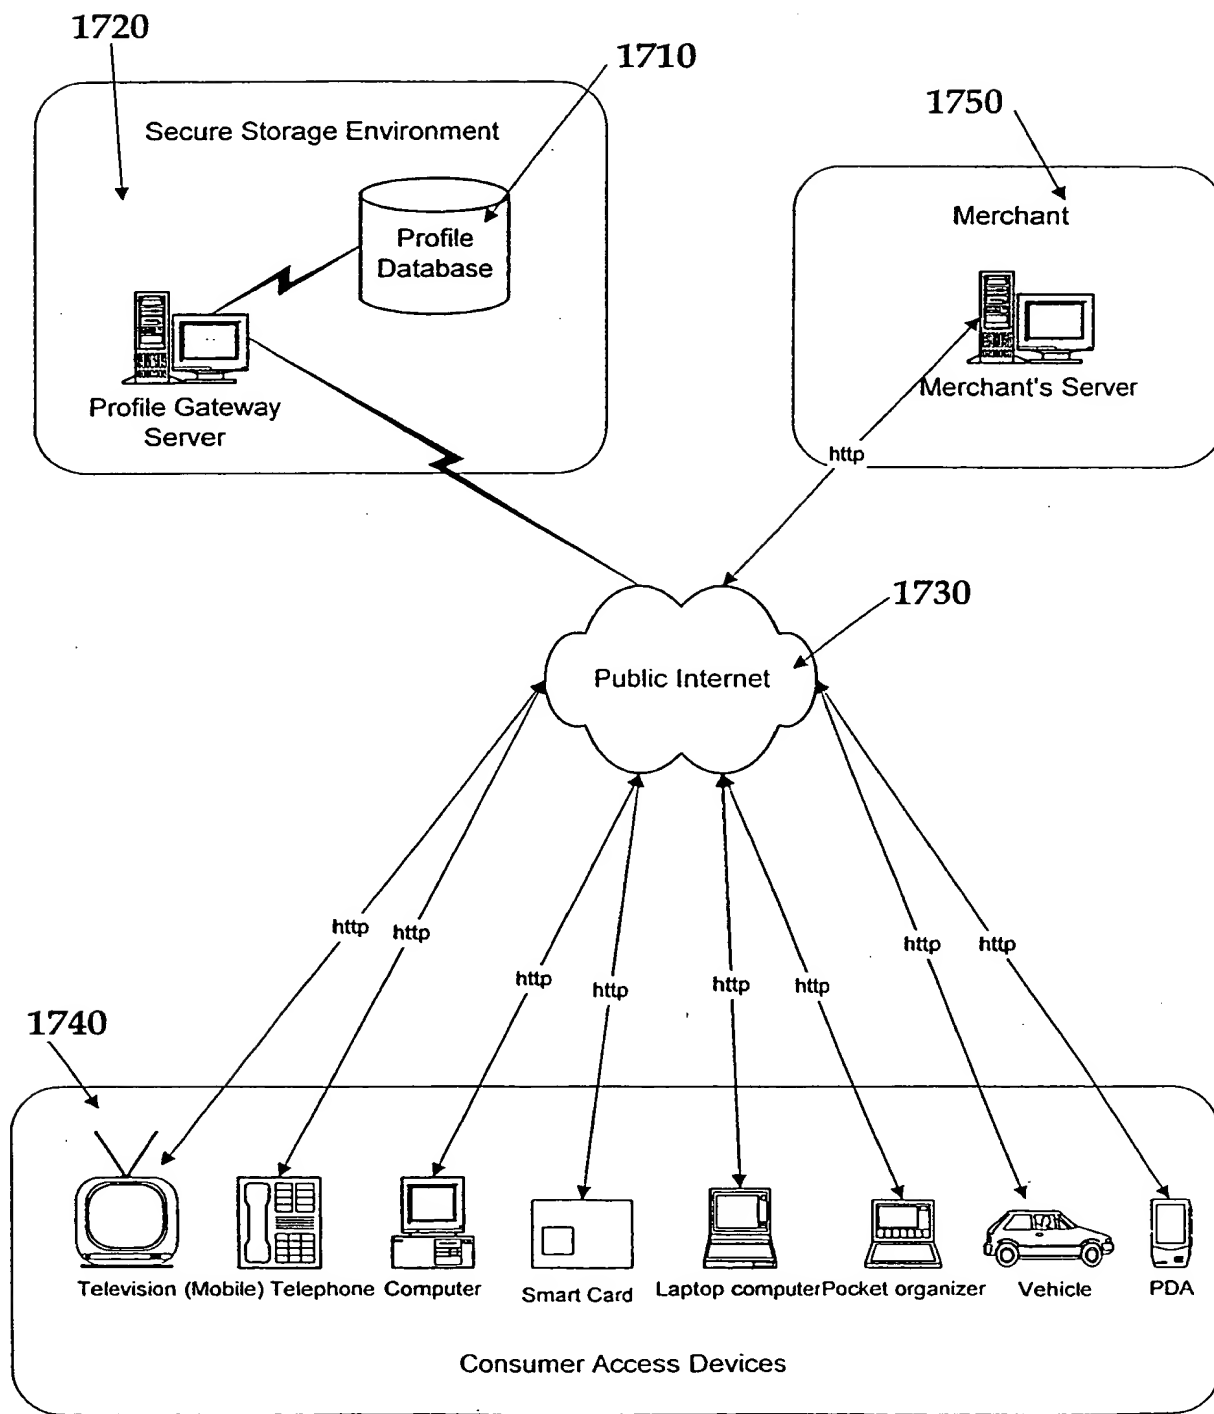 1720
1710
1750
Secure Storage Environment
Merchant
Profile
Database
Profile Gateway
Server
Merchant's Server
http
1730
Public Internet
http
http
http
http
http
http
http
http
1740
Television
(Mobile) Telephone
Computer
Smart Card
Laptop computer
Pocket organizer
Vehicle
PDA
Consumer Access Devices